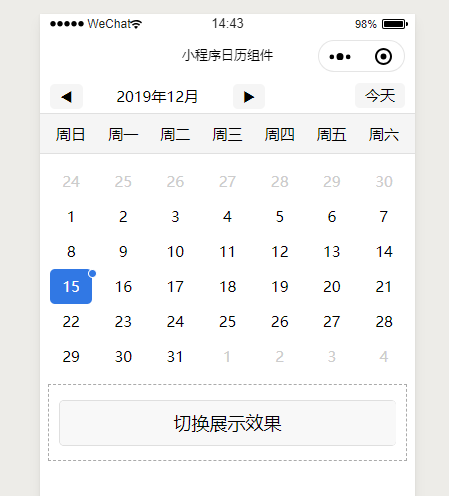 WeChat 14:43 98%
小程序日历组件
2019年12月 今天
周日 周一 周二 周三 周四 周五 周六
24 25 26 27 28 29 30
1 2 3 4 5 6 7
8 9 10 11 12 13 14
15 16 17 18 19 20 21
22 23 24 25 26 27 28
29 30 31 1 2 3 4
切换展示效果